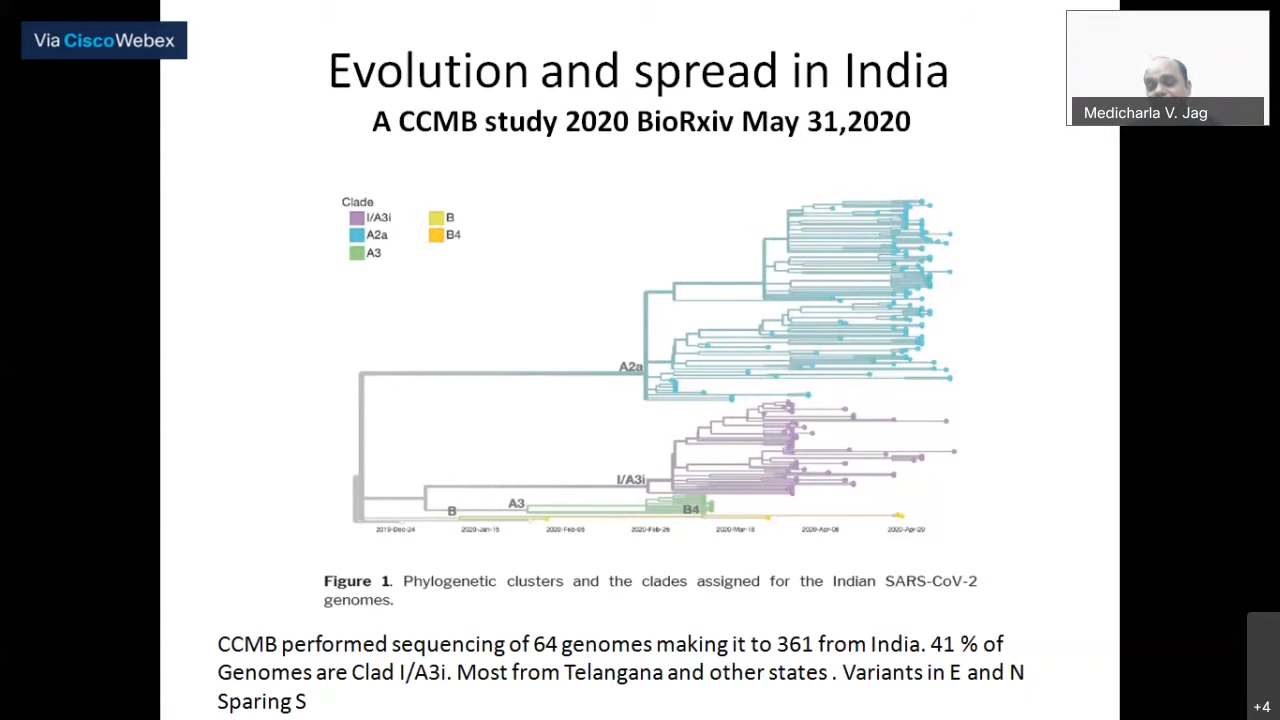 Via Cisco Webex
Evolution and spread in India
A CCMB study 2020 BioRxiv May 31,2020
Medicharla V. Jag
Clade
I/A3i
B
A2a
B4
A3
A2a
I/A3i
A3
B
B4
2019-Dec-24
2020-Jan-15
2020-Feb-05
2020-Feb-26
2020-Mar-18
2020-Apr-08
2020-Apr-29
Figure 1. Phylogenetic clusters and the clades assigned for the Indian SARS-CoV-2
genomes.
CCMB performed sequencing of 64 genomes making it to 361 from India. 41 % of
Genomes are Clad I/A3i. Most from Telangana and other states . Variants in E and N
Sparing S
+4